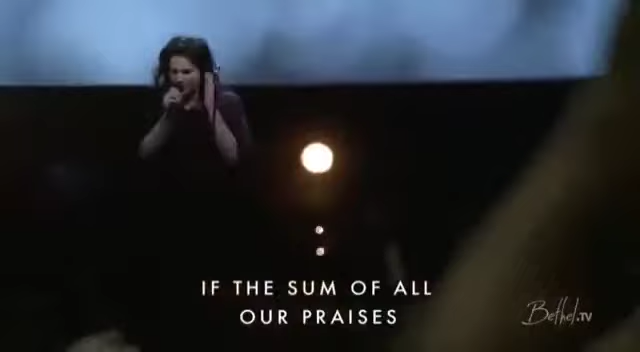 IF THE SUM OF ALL
OUR PRAISES
Bethel.TV